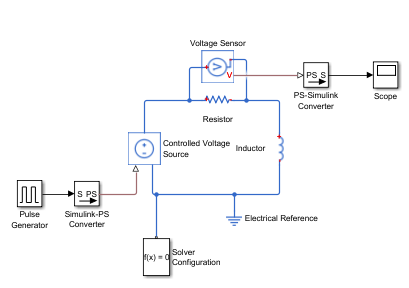 Voltage Sensor
V
PS S
PS-Simulink
Converter
Scope
Resistor
Controlled Voltage
Source
Inductor
S PS
Pulse
Generator
Simulink-PS
Converter
Electrical Reference
f(x) = 0
Solver
Configuration